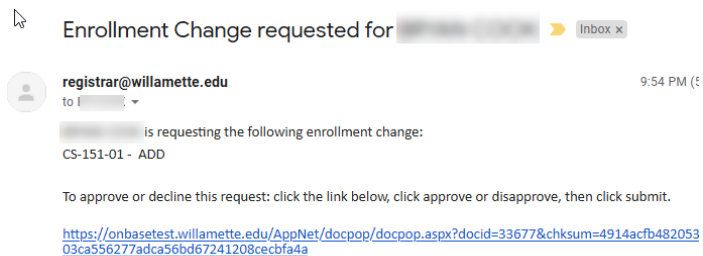 Enrollment Change requested for
Inbox x
registrar@willamette.edu
9:54 PM
to
is requesting the following enrollment change:
CS-151-01 - ADD
To approve or decline this request: click the link below, click approve or disapprove, then click submit.
https://onbasetest.willamette.edu/AppNet/docpop/docpop.aspx?docid=33677&chksum=4914acfb482053
03ca556277adca56bd67241208cecbfa4a